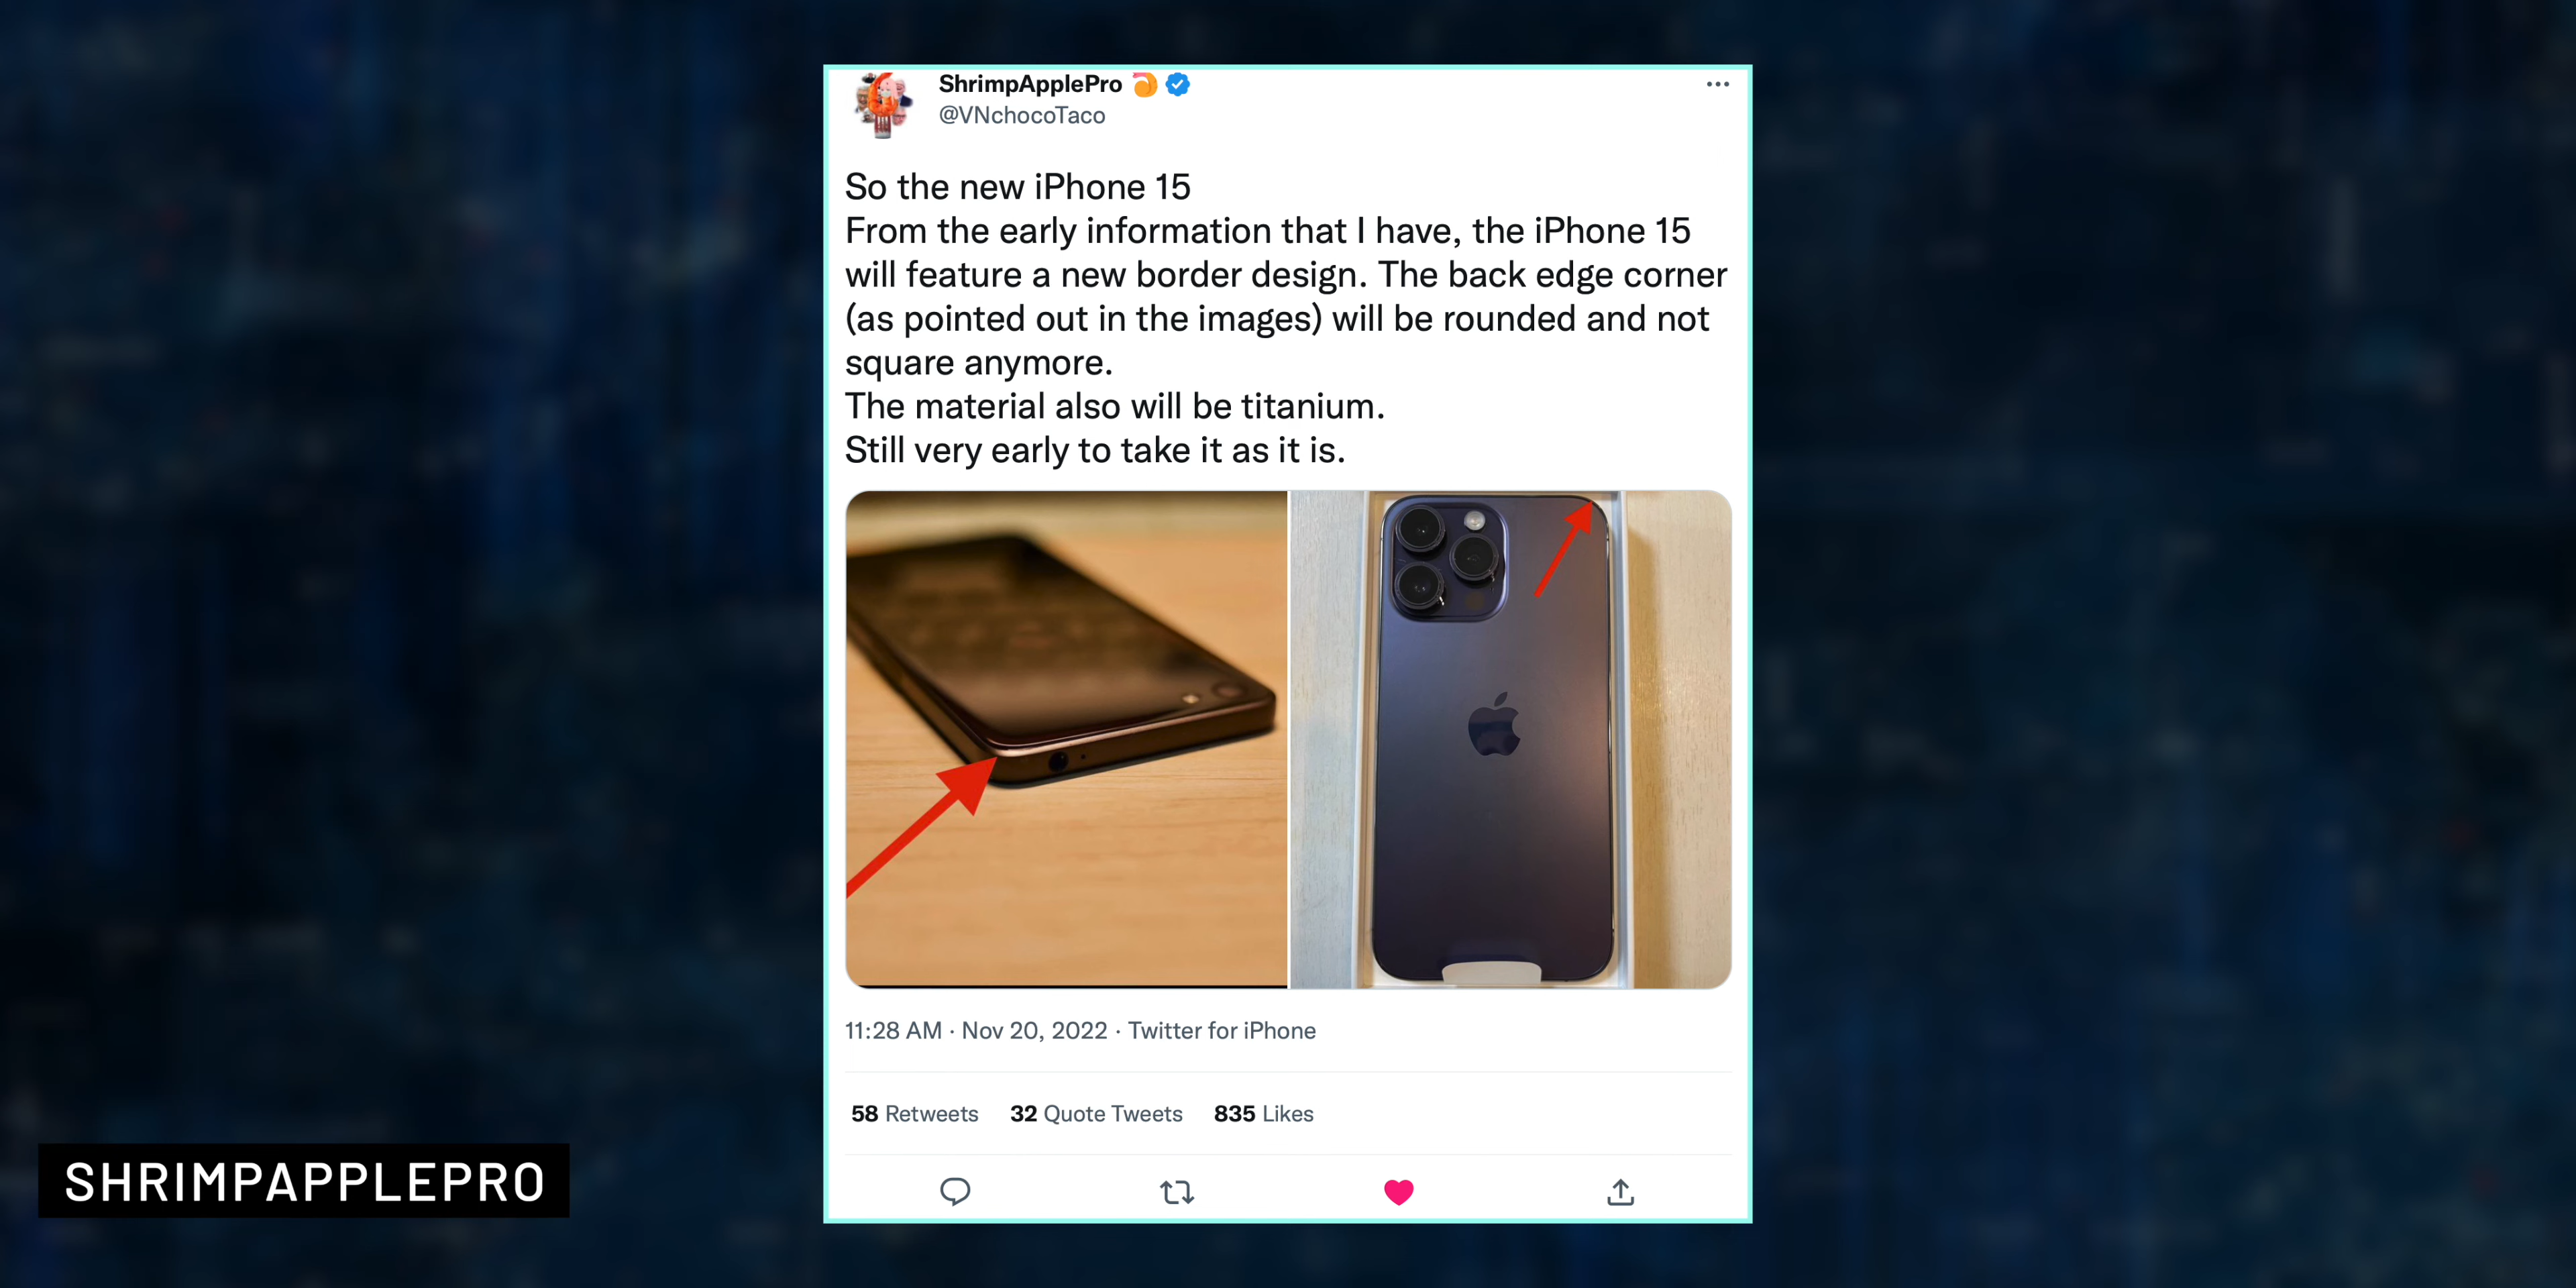 ShrimpApplePro
@VNchocoTaco
So the new iPhone 15
From the early information that I have, the iPhone 15
will feature a new border design. The back edge corner
(as pointed out in the images) will be rounded and not
square anymore.
The material also will be titanium.
Still very early to take it as it is.
11:28 AM · Nov 20, 2022 · Twitter for iPhone
58 Retweets 32 Quote Tweets 835 Likes
SHRIMPAPPLEPRO